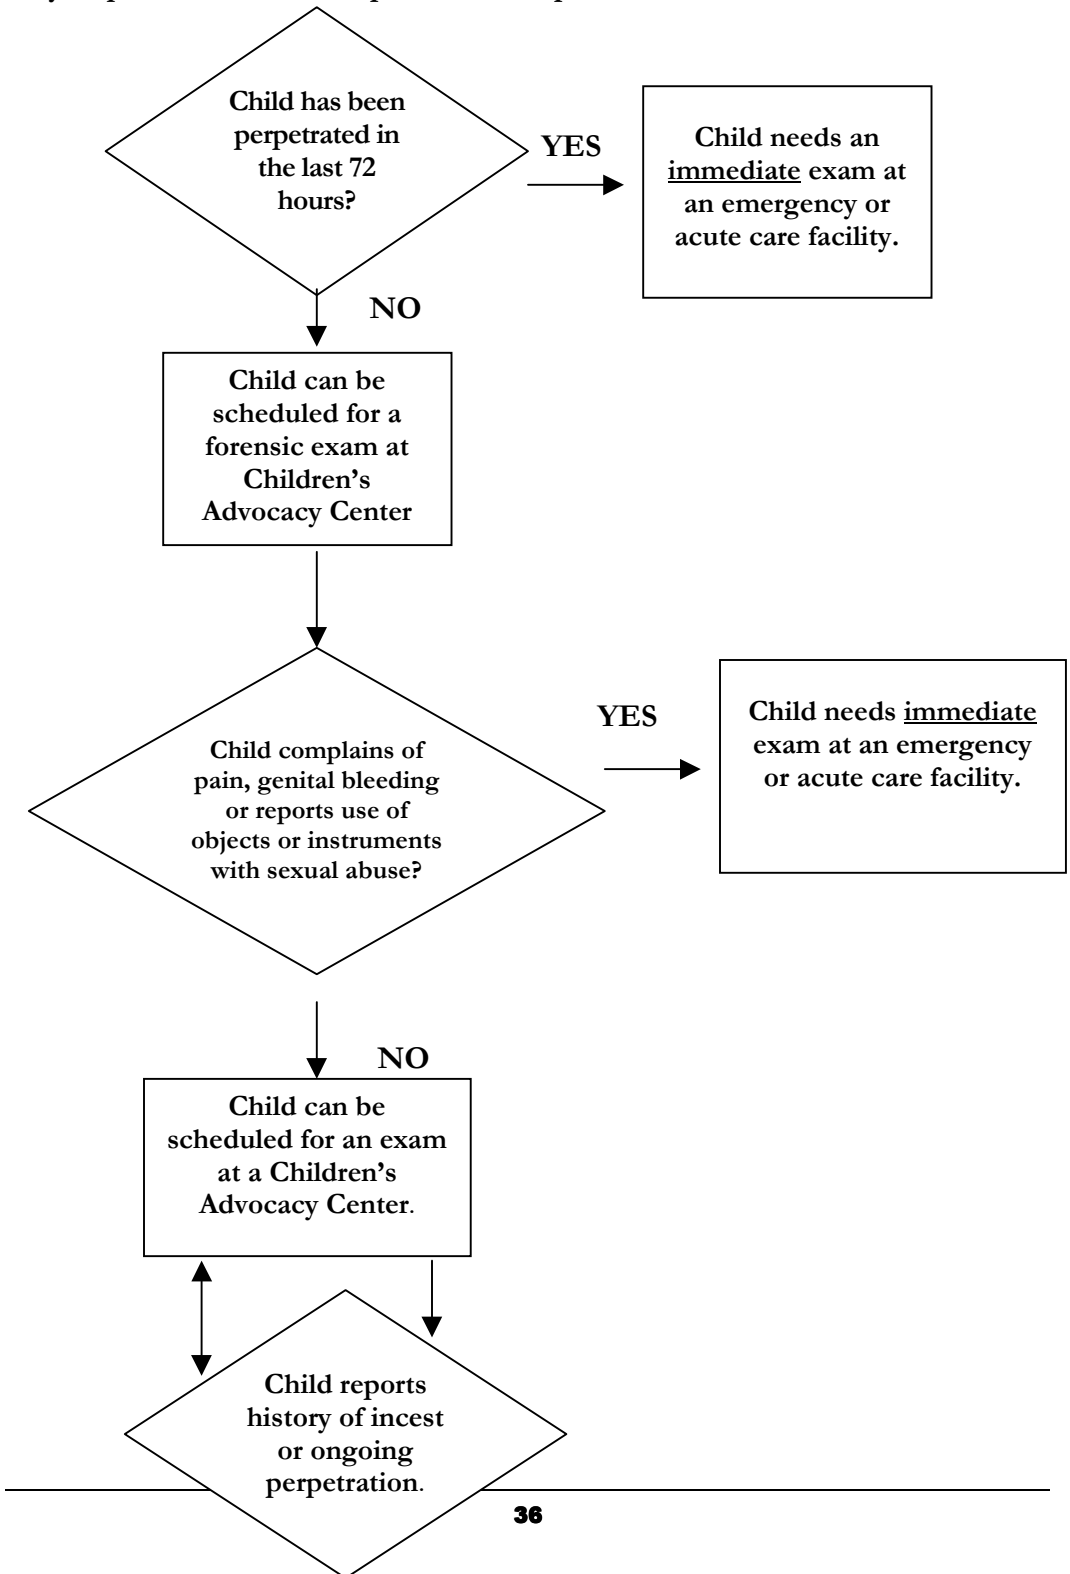 Child has been
perpetrated in
the last 72
hours?
YES
Child needs an
immediate exam at
an emergency or
acute care facility.
NO
Child can be
scheduled for a
forensic exam at
Children’s
Advocacy Center
Child complains of
pain, genital bleeding
or reports use of
objects or instruments
with sexual abuse?
YES
Child needs immediate
exam at an emergency
or acute care facility.
NO
Child can be
scheduled for an exam
at a Children’s
Advocacy Center.
Child reports
history of incest
or ongoing
perpetration.
36